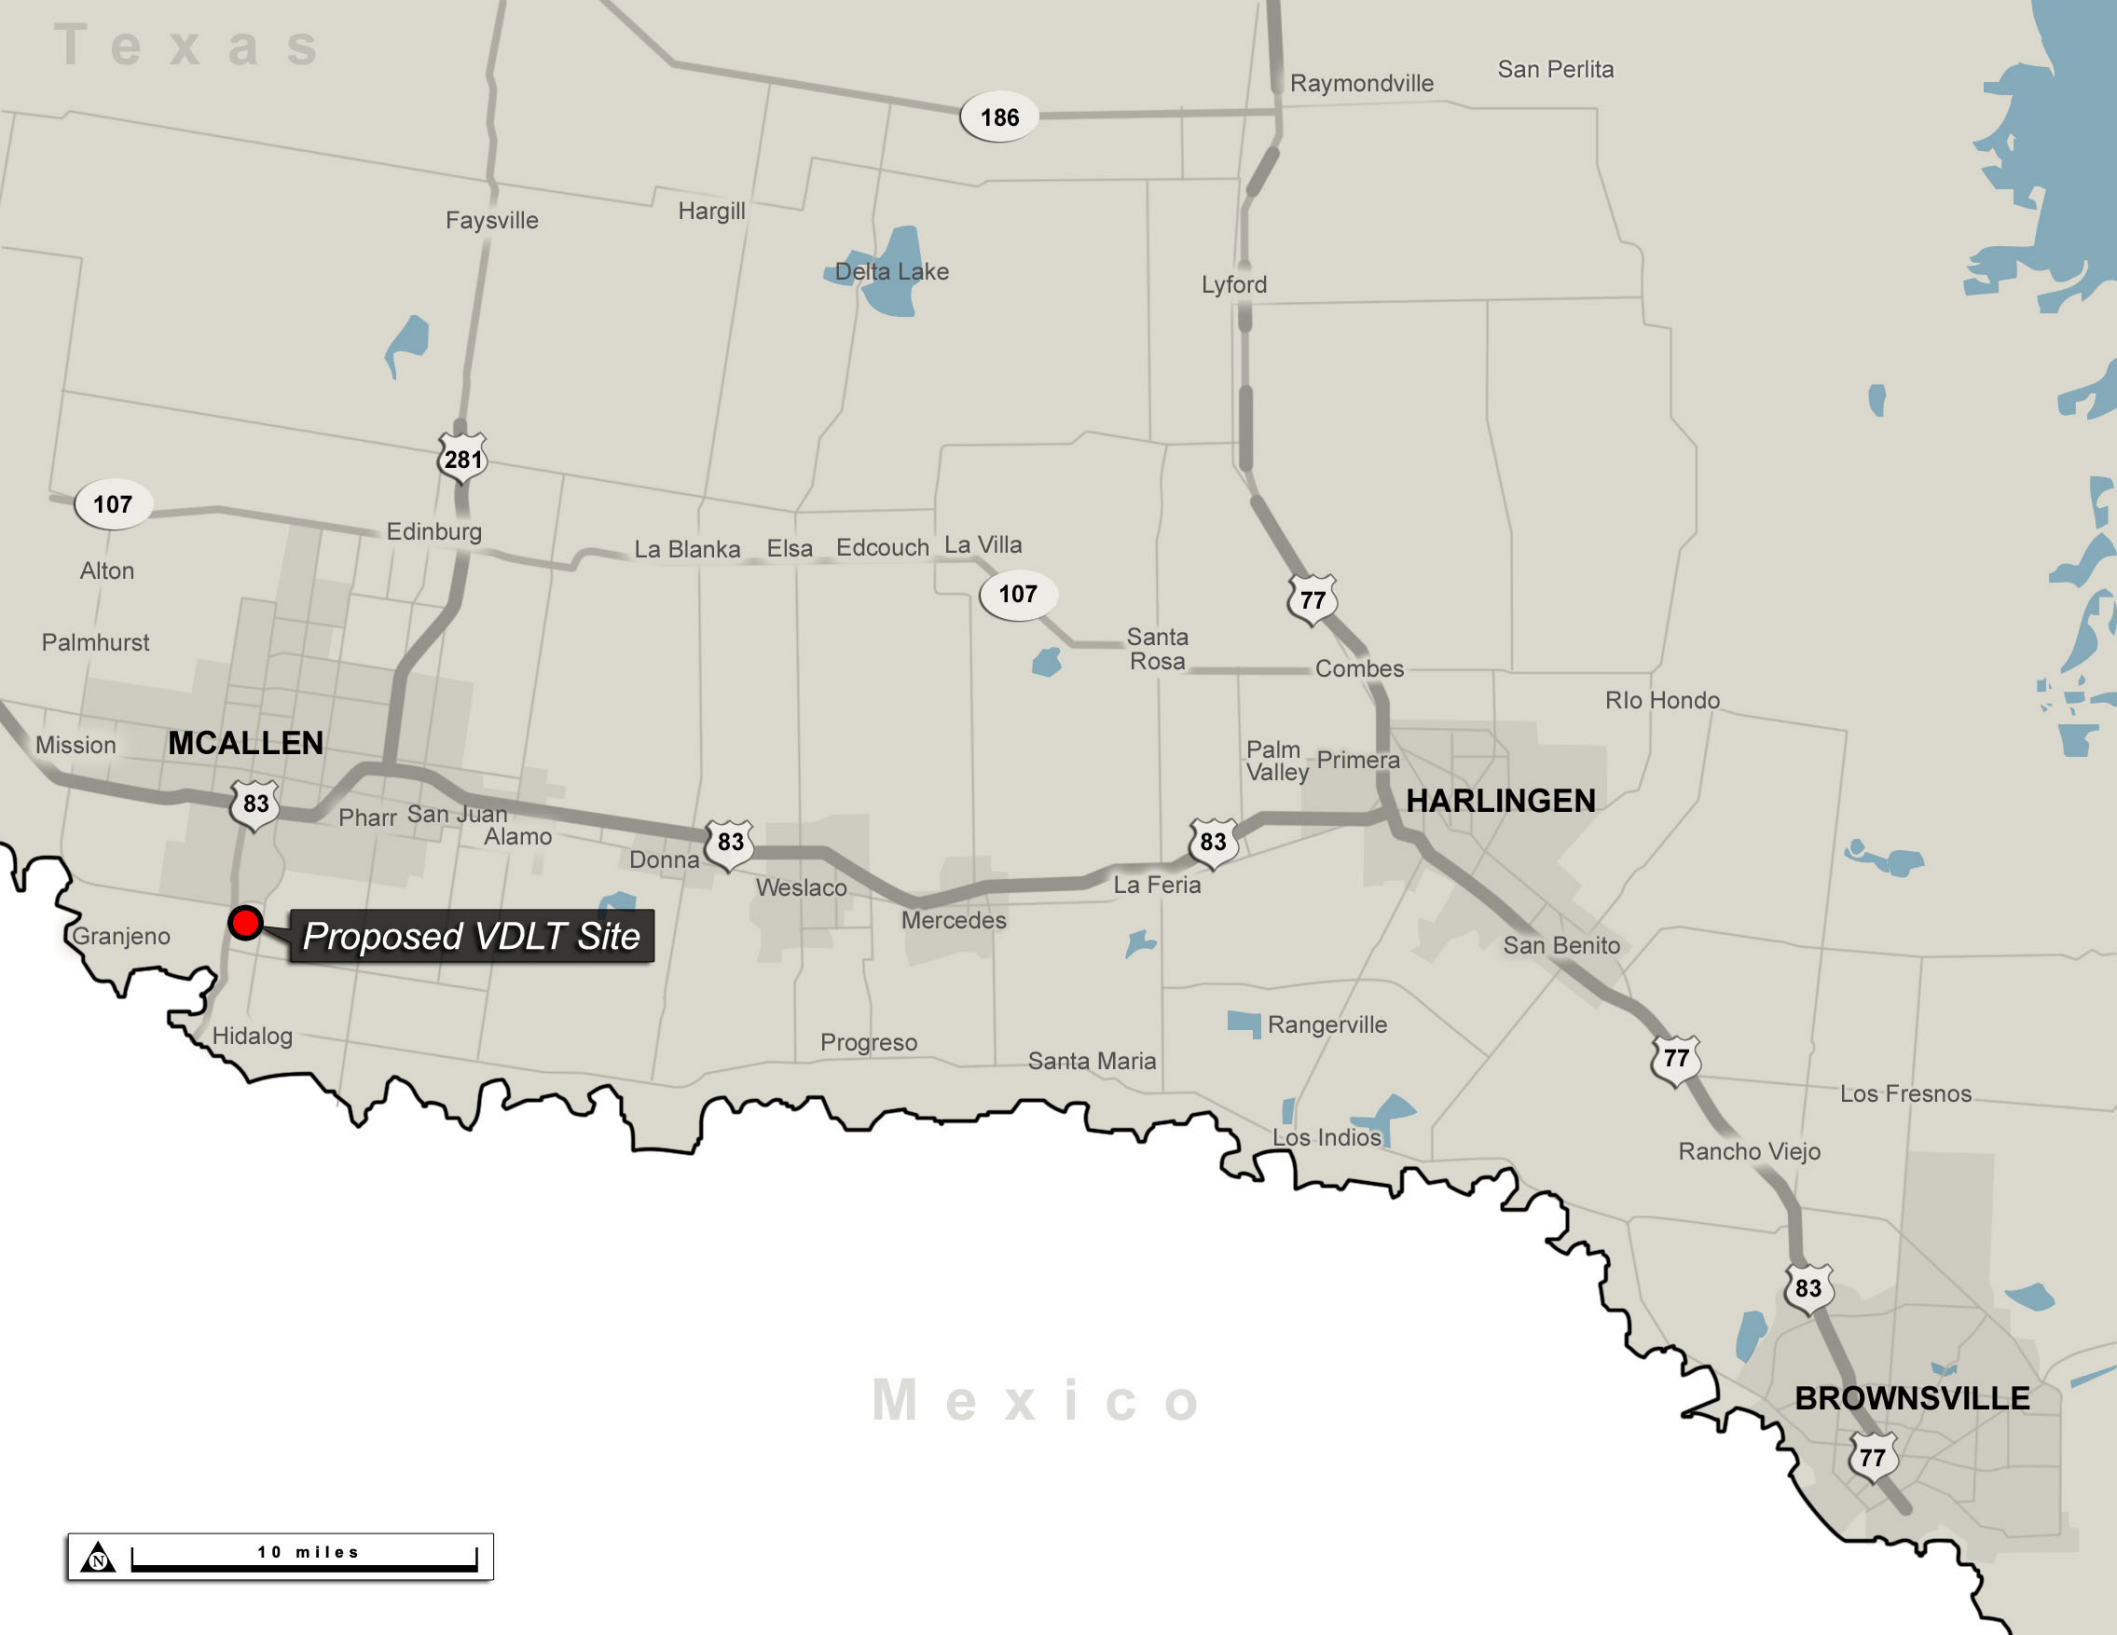 Texas
San Perlita
Raymondville
186
Hargill
Faysville
Delta Lake
Lyford
281
107
Edinburg
La Blanka
Elsa
Edcouch
La Villa
Alton
107
77
Palmhurst
Santa
Rosa
Combes
RIo Hondo
Mission
MCALLEN
Palm
Valley
Primera
HARLINGEN
83
Pharr
San Juan
Alamo
83
83
Donna
Weslaco
La Feria
Mercedes
Granjeno
Proposed VDLT Site
San Benito
Hidalog
Rangerville
Progreso
Santa Maria
77
Los Fresnos
Los Indios
Rancho Viejo
83
Mexico
BROWNSVILLE
77
N
10 miles